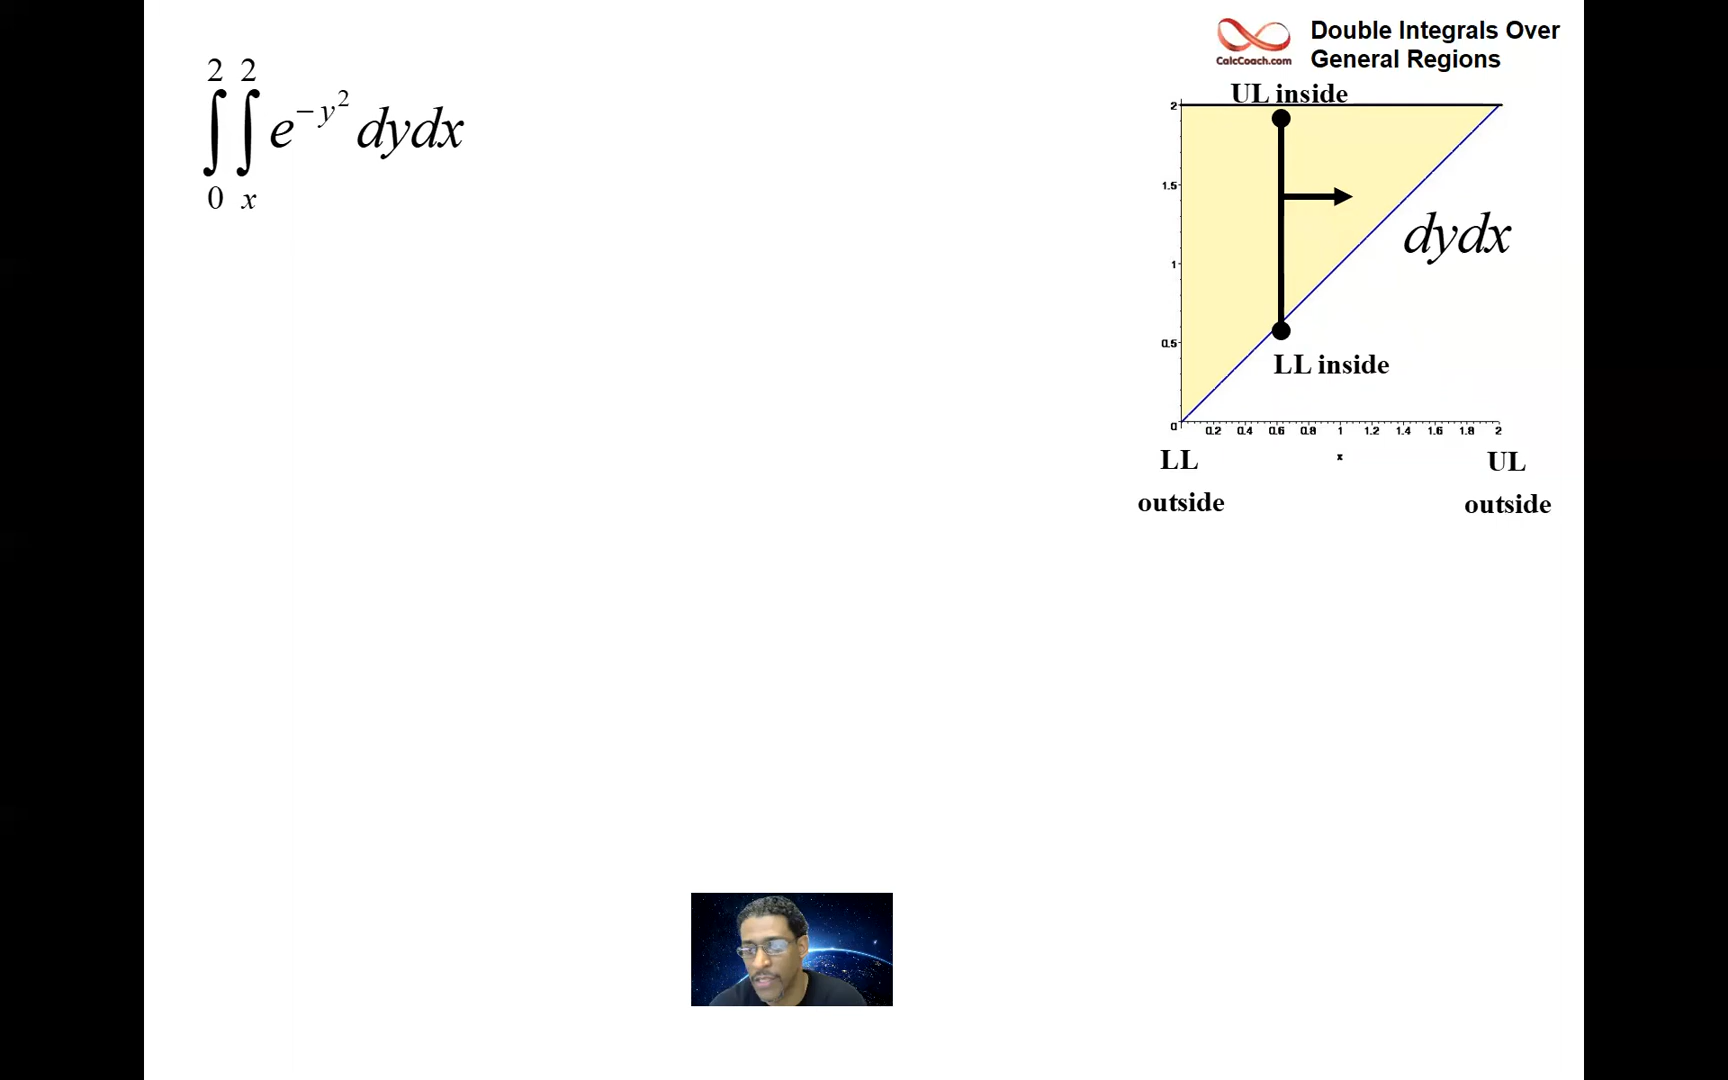 Double Integrals Over
General Regions
CalcCoach.com
2 2
∫ ∫ e^{-y^2} dydx
0 x
UL inside
2
1.5
dydx
1
0.5
LL inside
0
0.2 0.4 0.6 0.8 1 1.2 1.4 1.6 1.8 2
x
LL
outside
UL
outside